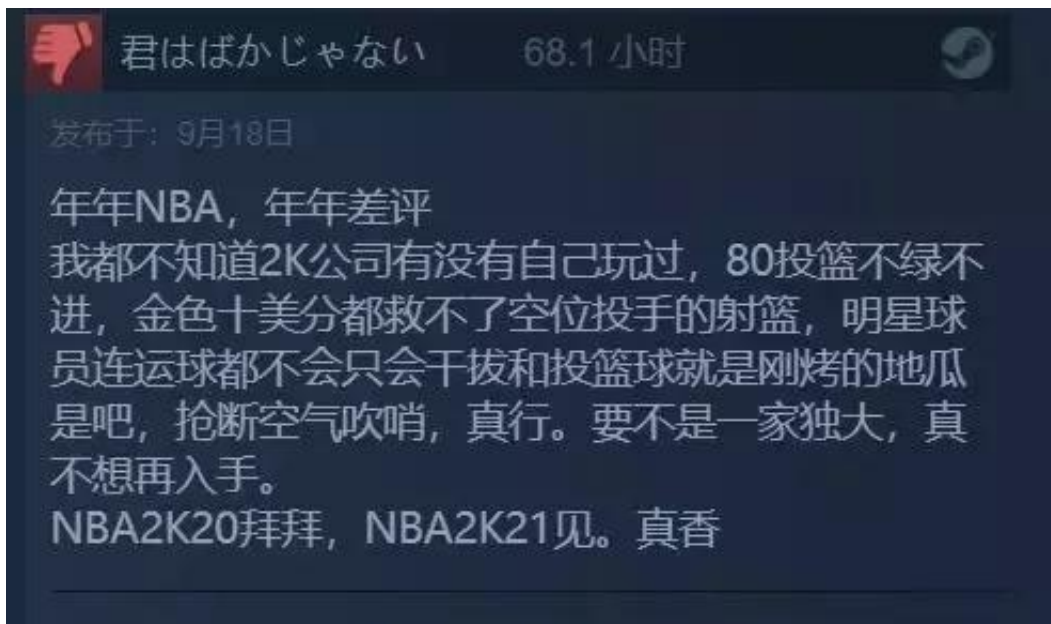 君はばかじゃない 68.1 小时
发布于：9月18日
年年NBA，年年差评
我都不知道2K公司有没有自己玩过，80投篮不绿不
进，金色十美分都救不了空位投手的射篮，明星球
员连运球都不会只会干拔和投篮球就是刚烤的地瓜
是吧，抢断空气吹哨，真行。要不是一家独大，真
不想再入手。
NBA2K20拜拜，NBA2K21见。真香